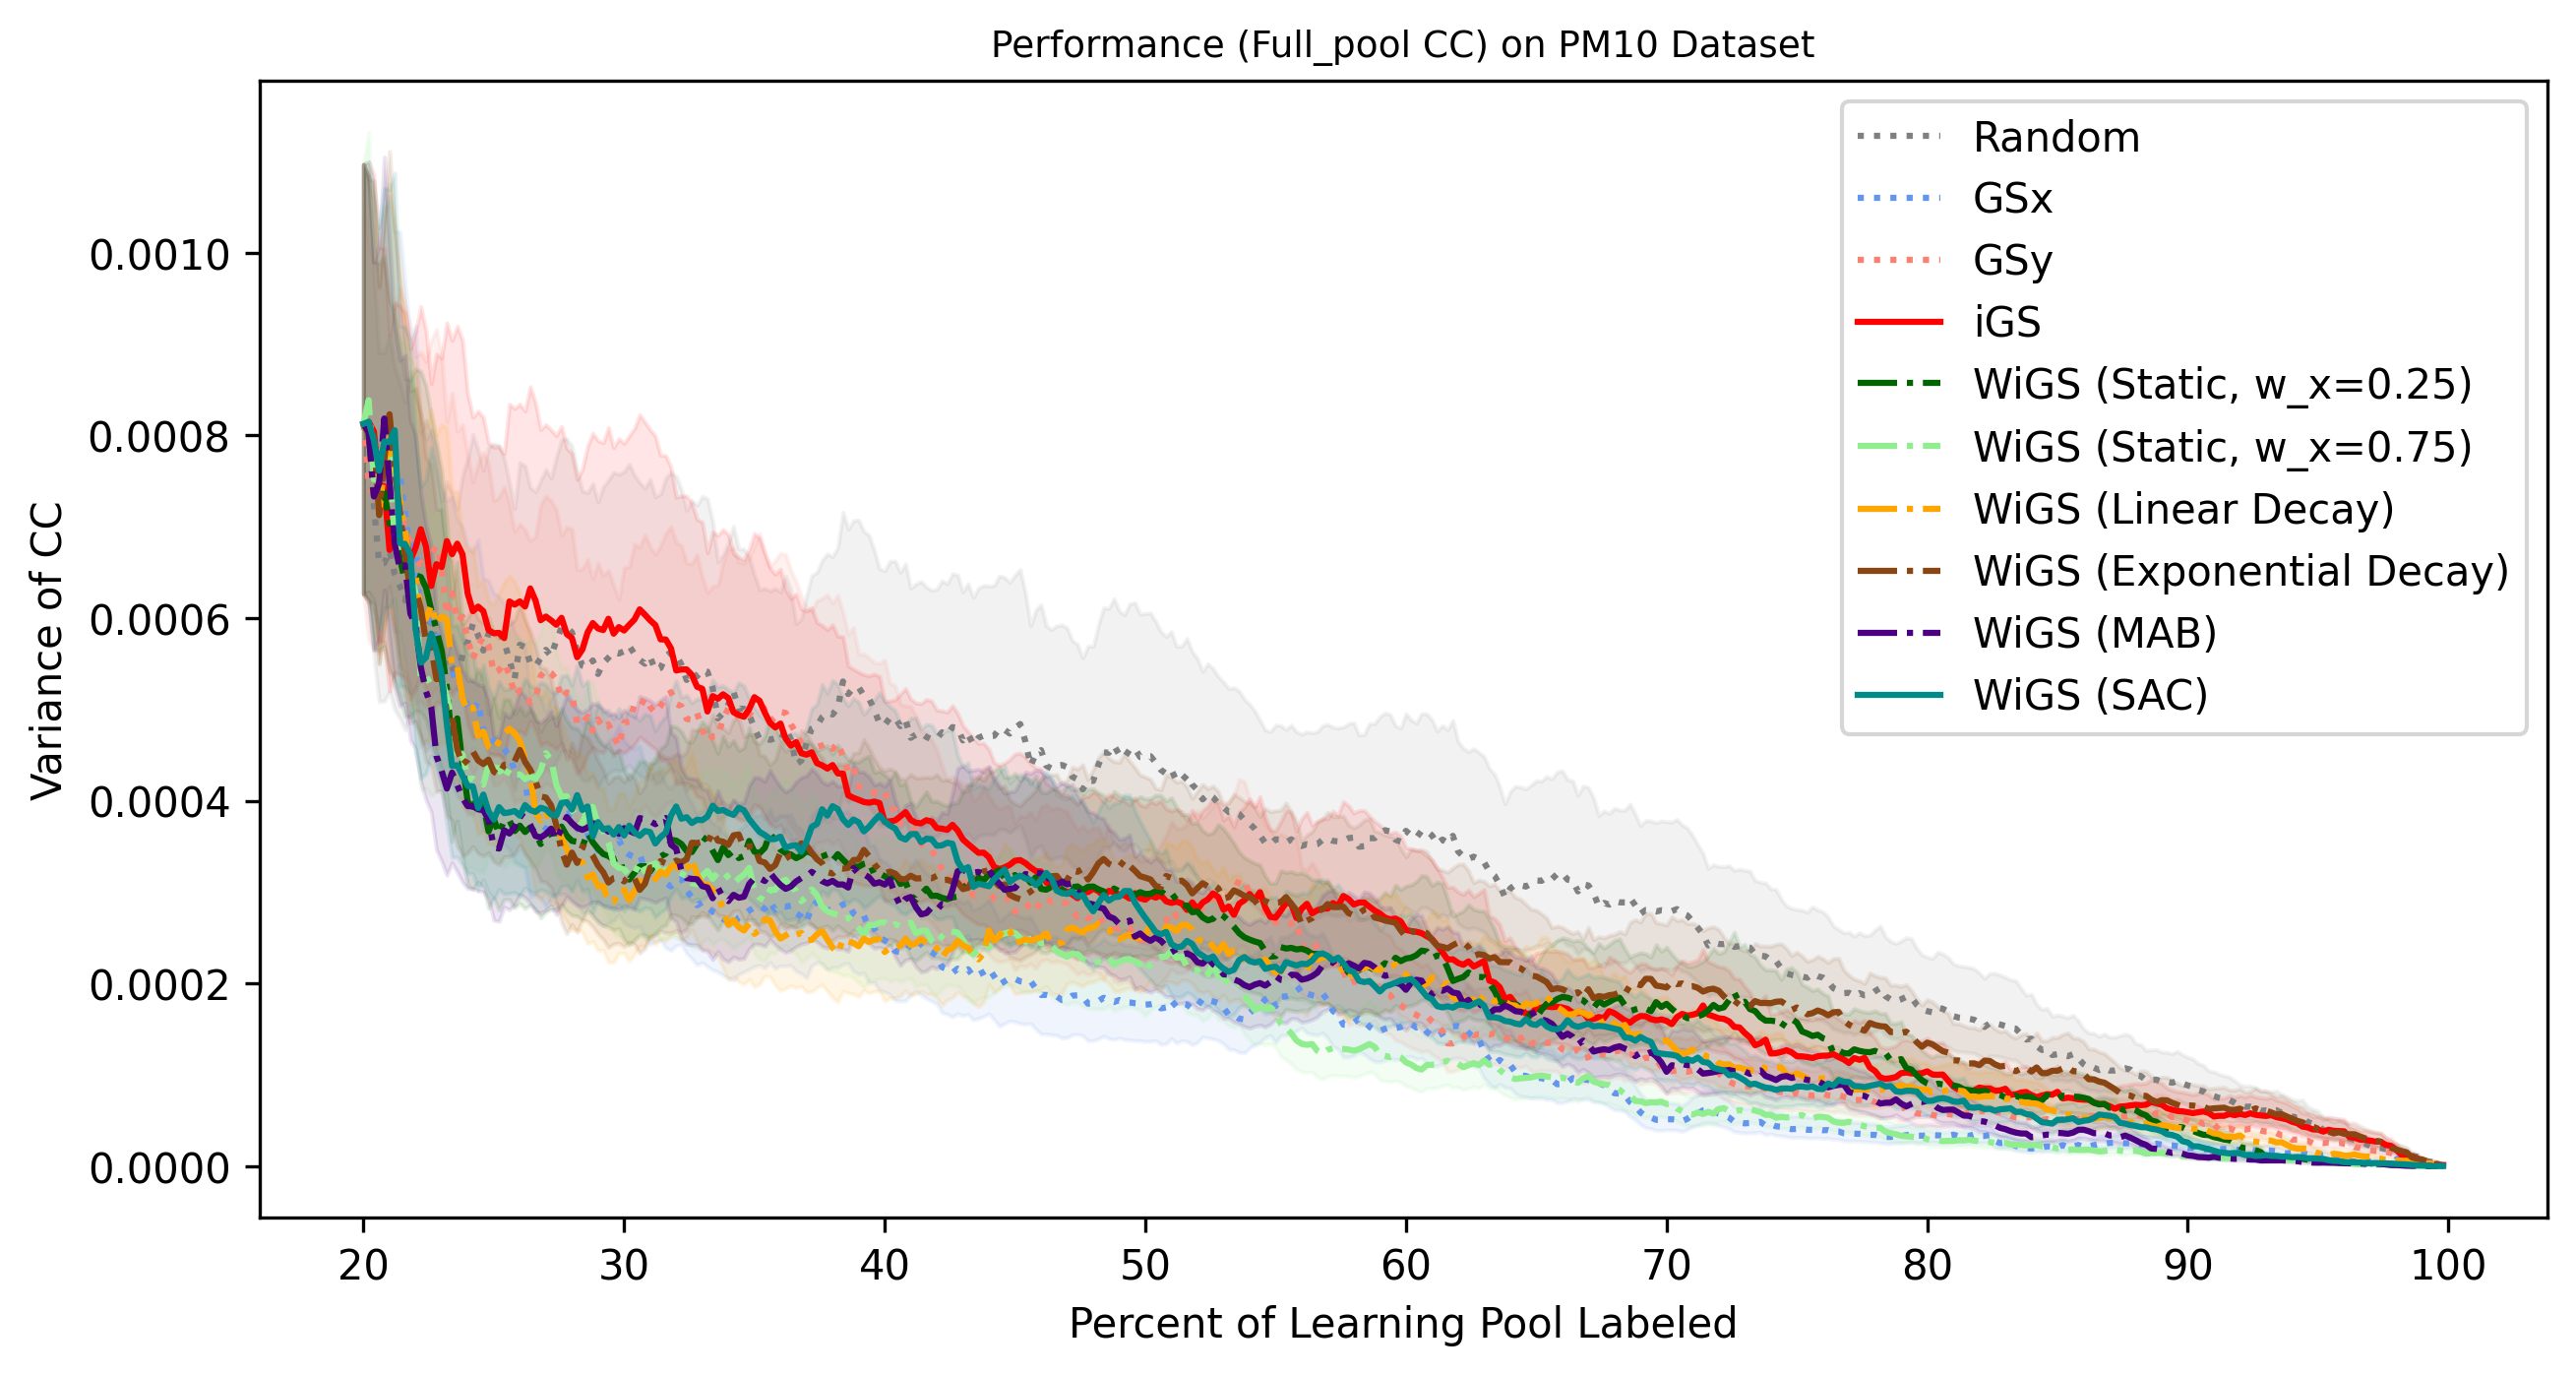 Performance (Full_pool CC) on PM10 Dataset
Variance of CC
0.0010
0.0008
0.0006
0.0004
0.0002
0.0000
Random
GSx
GSy
iGS
WiGS (Static, w_x=0.25)
WiGS (Static, w_x=0.75)
WiGS (Linear Decay)
WiGS (Exponential Decay)
WiGS (MAB)
WiGS (SAC)
20 30 40 50 60 70 80 90 100
Percent of Learning Pool Labeled